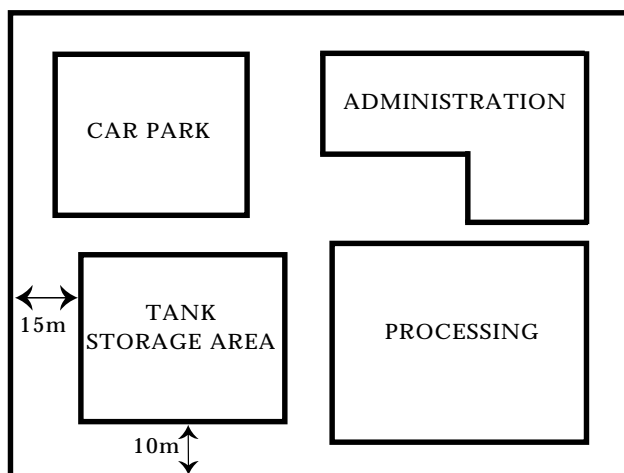 CAR PARK
ADMINISTRATION
TANK
STORAGE AREA
15m
PROCESSING
10m